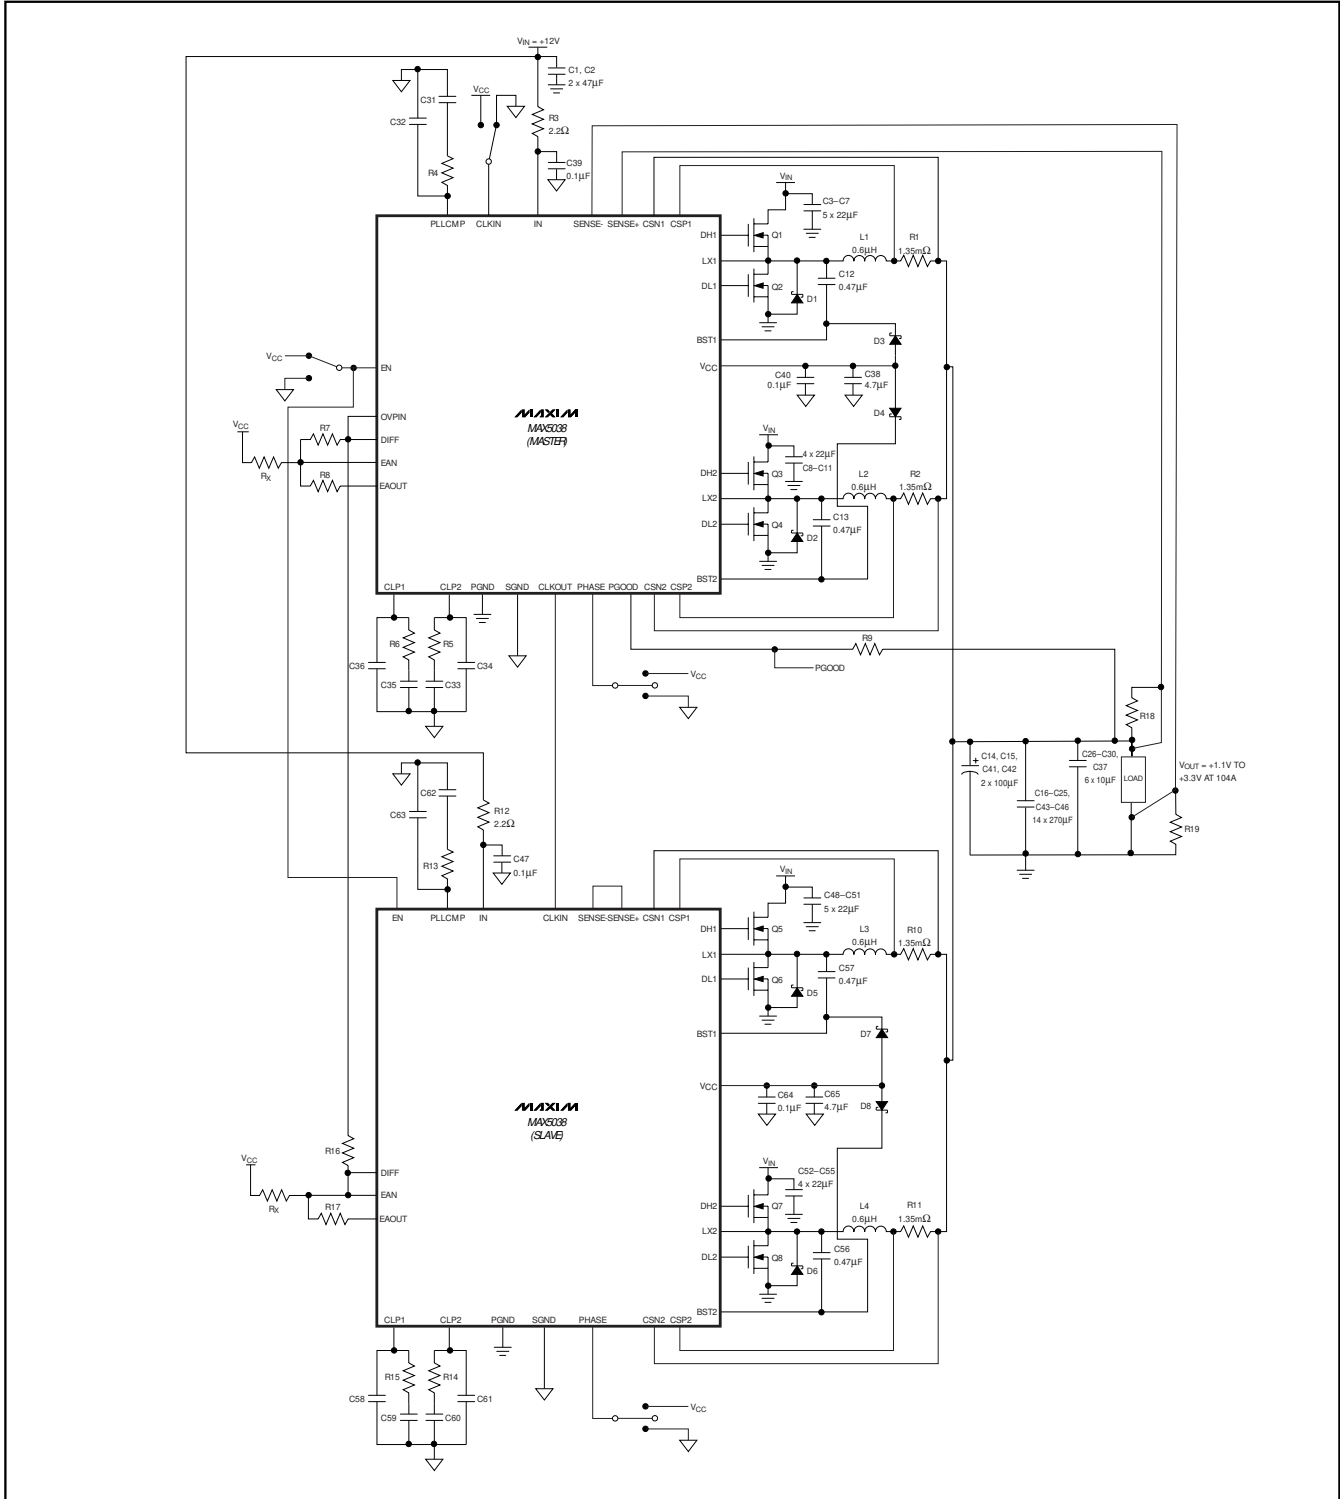 VIN = +12V
C1, C2
2 x 47µF
VCC
C31
C32
R3
2.2Ω
R4
C39
0.1µF
PLLCMP
CLKIN
IN
SENSE-
SENSE+
CSN1
CSP1
VIN
C3–C7
5 x 22µF
DH1
Q1
L1
0.6µH
R1
1.35mΩ
LX1
C12
0.47µF
DL1
Q2
D1
BST1
D3
VCC
EN
VCC
C40
0.1µF
C38
4.7µF
D4
OVPIN
MAXIM
MAX5038
(MASTER)
VCC
R7
DIFF
VIN
4 x 22µF
C8–C11
RX
EAN
R8
EAOUT
DH2
Q3
L2
0.6µH
R2
1.35mΩ
LX2
C13
0.47µF
DL2
Q4
D2
BST2
CLP1
CLP2
PGND
SGND
CLKOUT
PHASE
PGOOD
CSN2
CSP2
R6
R5
R9
C36
C34
PGOOD
C35
C33
VCC
R18
C14, C15,
C41, C42
2 x 100µF
C26–C30,
C37
6 x 10µF
LOAD
VOUT = +1.1V TO
+3.3V AT 104A
C16–C25,
C43–C46
14 x 270µF
R19
C62
C63
R12
2.2Ω
R13
C47
0.1µF
EN
PLLCMP
IN
CLKIN
SENSE-
SENSE+
CSN1
CSP1
VIN
C48–C51
5 x 22µF
DH1
Q5
L3
0.6µH
R10
1.35mΩ
LX1
C57
0.47µF
DL1
Q6
D5
BST1
D7
VCC
C64
0.1µF
C65
4.7µF
D8
MAXIM
MAX5038
(SLAVE)
R16
VCC
DIFF
VIN
C52–C55
4 x 22µF
RX
EAN
R17
EAOUT
DH2
Q7
L4
0.6µH
R11
1.35mΩ
LX2
C56
0.47µF
DL2
Q8
D6
BST2
CLP1
CLP2
PGND
SGND
PHASE
CSN2
CSP2
R15
R14
C58
C61
C59
C60
VCC